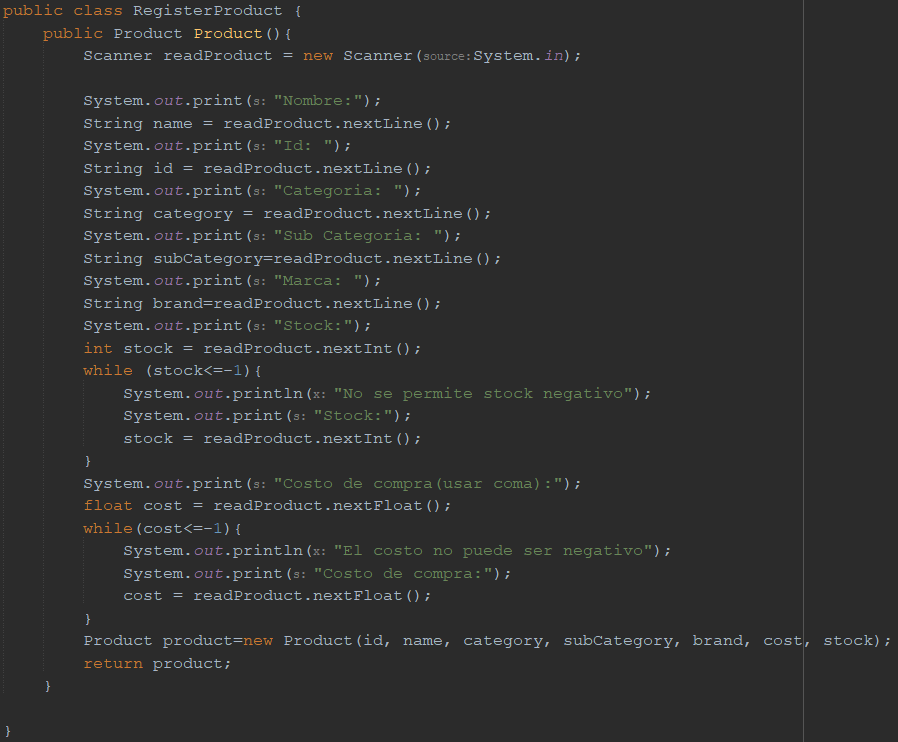 public class RegisterProduct {
    public Product Product(){
        Scanner readProduct = new Scanner(source:System.in);

        System.out.print(s: "Nombre:");
        String name = readProduct.nextLine();
        System.out.print(s: "Id: ");
        String id = readProduct.nextLine();
        System.out.print(s: "Categoria: ");
        String category = readProduct.nextLine();
        System.out.print(s: "Sub Categoria: ");
        String subCategory=readProduct.nextLine();
        System.out.print(s: "Marca: ");
        String brand=readProduct.nextLine();
        System.out.print(s: "Stock:");
        int stock = readProduct.nextInt();
        while (stock<=-1){
            System.out.println(x: "No se permite stock negativo");
            System.out.print(s: "Stock:");
            stock = readProduct.nextInt();
        }
        System.out.print(s: "Costo de compra(usar coma):");
        float cost = readProduct.nextFloat();
        while(cost<=-1){
            System.out.println(x: "El costo no puede ser negativo");
            System.out.print(s: "Costo de compra:");
            cost = readProduct.nextFloat();
        }
        Product product=new Product(id, name, category, subCategory, brand, cost, stock);
        return product;
    }

}